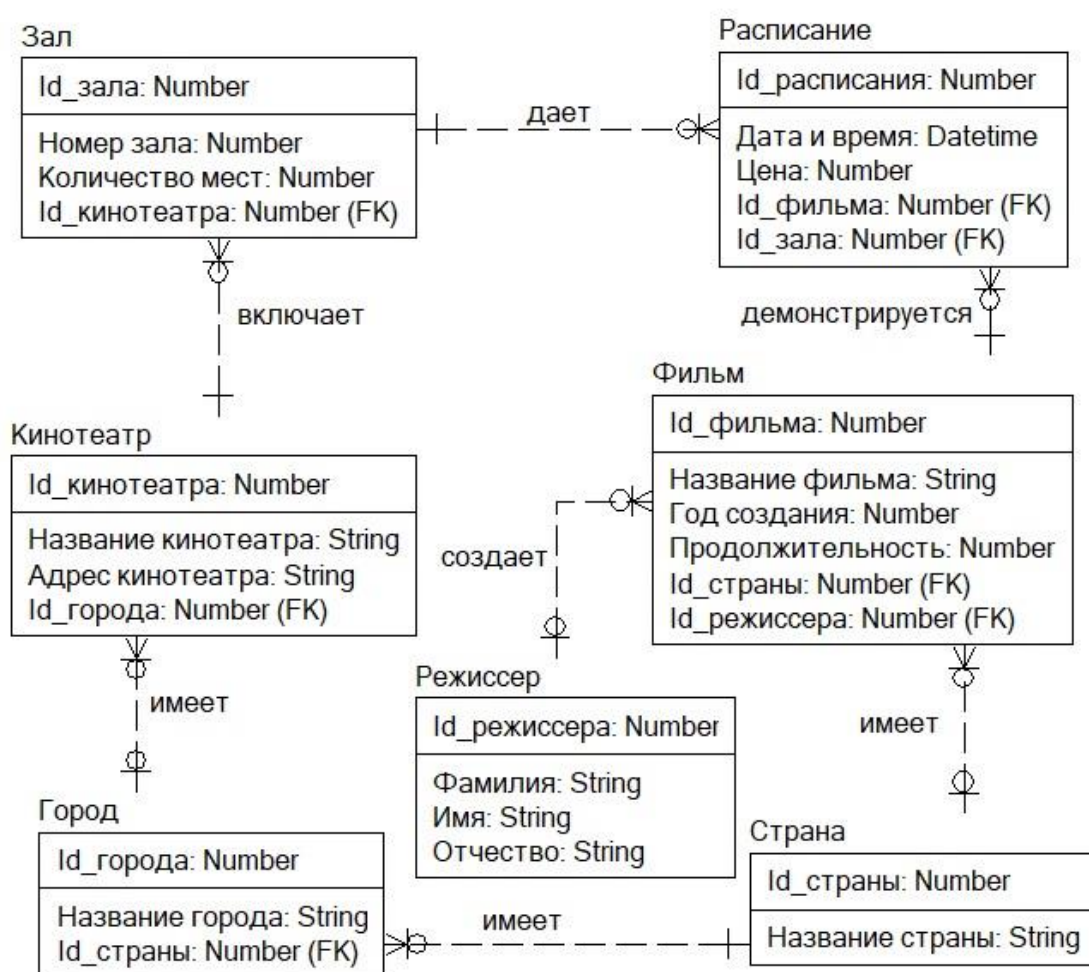 Зал
Id_зала: Number
Номер зала: Number
Количество мест: Number
Id_кинотеатра: Number (FK)
дает
Расписание
Id_расписания: Number
Дата и время: Datetime
Цена: Number
Id_фильма: Number (FK)
Id_зала: Number (FK)
включает
демонстрируется
Кинотеатр
Id_кинотеатра: Number
Название кинотеатра: String
Адрес кинотеатра: String
Id_города: Number (FK)
создает
Фильм
Id_фильма: Number
Название фильма: String
Год создания: Number
Продолжительность: Number
Id_страны: Number (FK)
Id_режиссера: Number (FK)
имеет
Режиссер
Id_режиссера: Number
Фамилия: String
Имя: String
Отчество: String
имеет
Город
Id_города: Number
Название города: String
Id_страны: Number (FK)
имеет
Страна
Id_страны: Number
Название страны: String